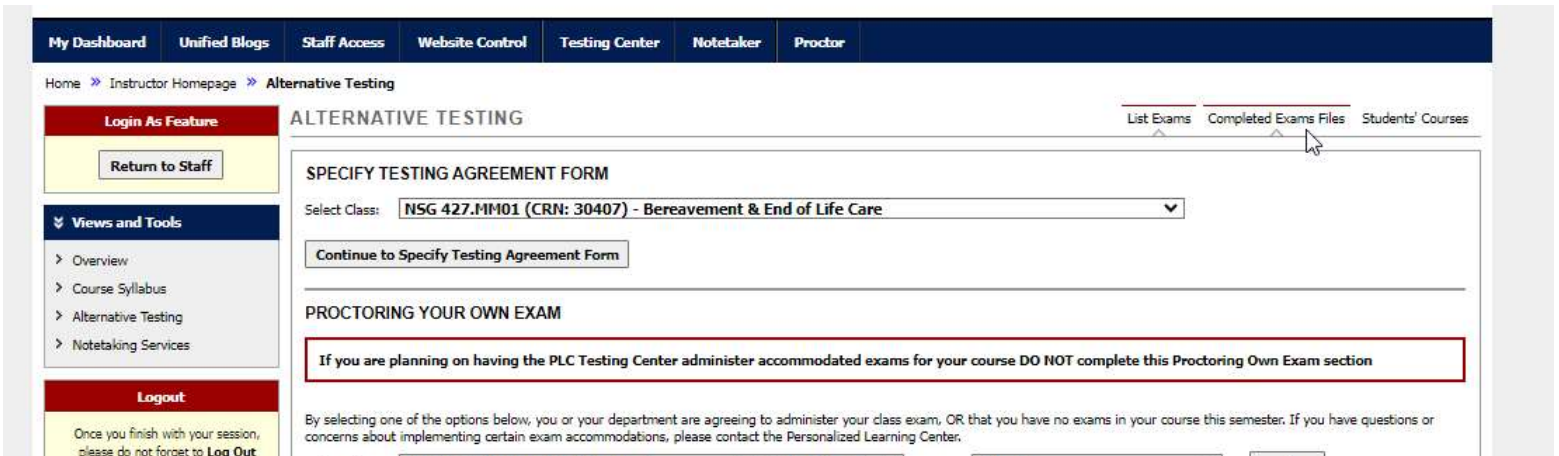 My Dashboard Unified Blogs Staff Access Website Control Testing Center Notetaker Proctor
Home » Instructor Homepage » Alternative Testing
Login As Feature
Return to Staff
Views and Tools
Overview
Course Syllabus
Alternative Testing
Notetaking Services
Logout
Once you finish with your session,
please do not forget to Log Out
ALTERNATIVE TESTING
List Exams Completed Exams Files Students' Courses
SPECIFY TESTING AGREEMENT FORM
Select Class: NSG 427.MM01 (CRN: 30407) - Bereavement & End of Life Care
Continue to Specify Testing Agreement Form
PROCTORING YOUR OWN EXAM
If you are planning on having the PLC Testing Center administer accommodated exams for your course DO NOT complete this Proctoring Own Exam section
By selecting one of the options below, you or your department are agreeing to administer your class exam, OR that you have no exams in your course this semester. If you have questions or
concerns about implementing certain exam accommodations, please contact the Personalized Learning Center.